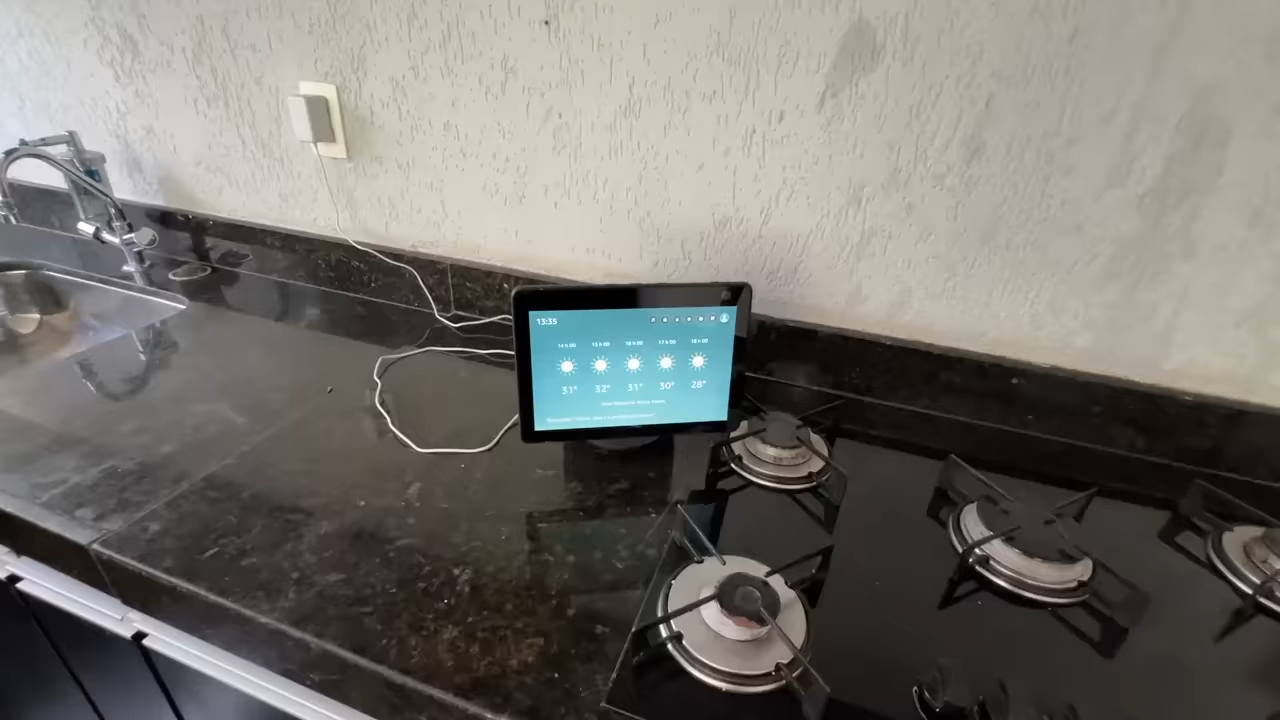 13:35
14 h 00 15 h 00 16 h 00 17 h 00 18 h 00
31° 32° 31° 30° 28°